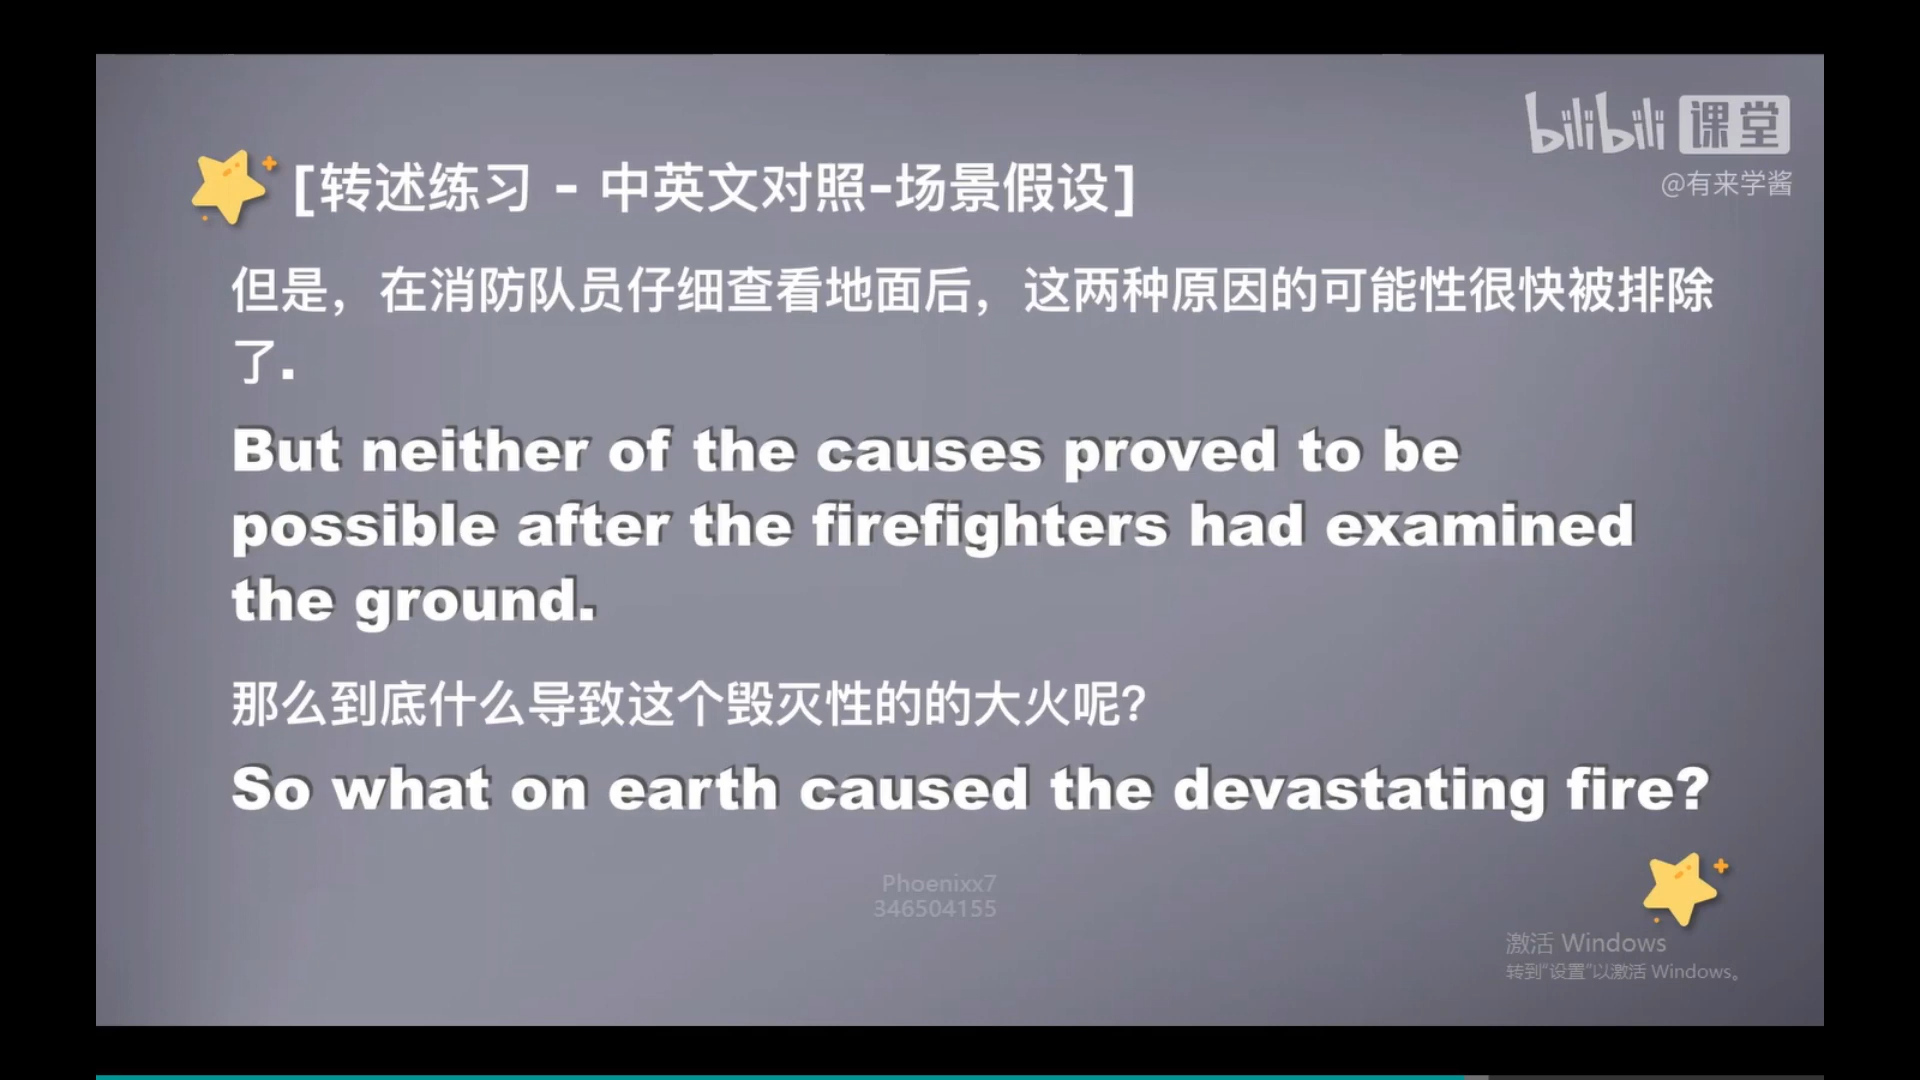 bilibili 课堂
@有来学酱
[转述练习 - 中英文对照-场景假设]
但是，在消防队员仔细查看地面后，这两种原因的可能性很快被排除
了.
But neither of the causes proved to be
possible after the firefighters had examined
the ground.
那么到底什么导致这个毁灭性的的大火呢?
So what on earth caused the devastating fire?
Phoenixx7
346504155
激活 Windows
转到"设置"以激活 Windows。